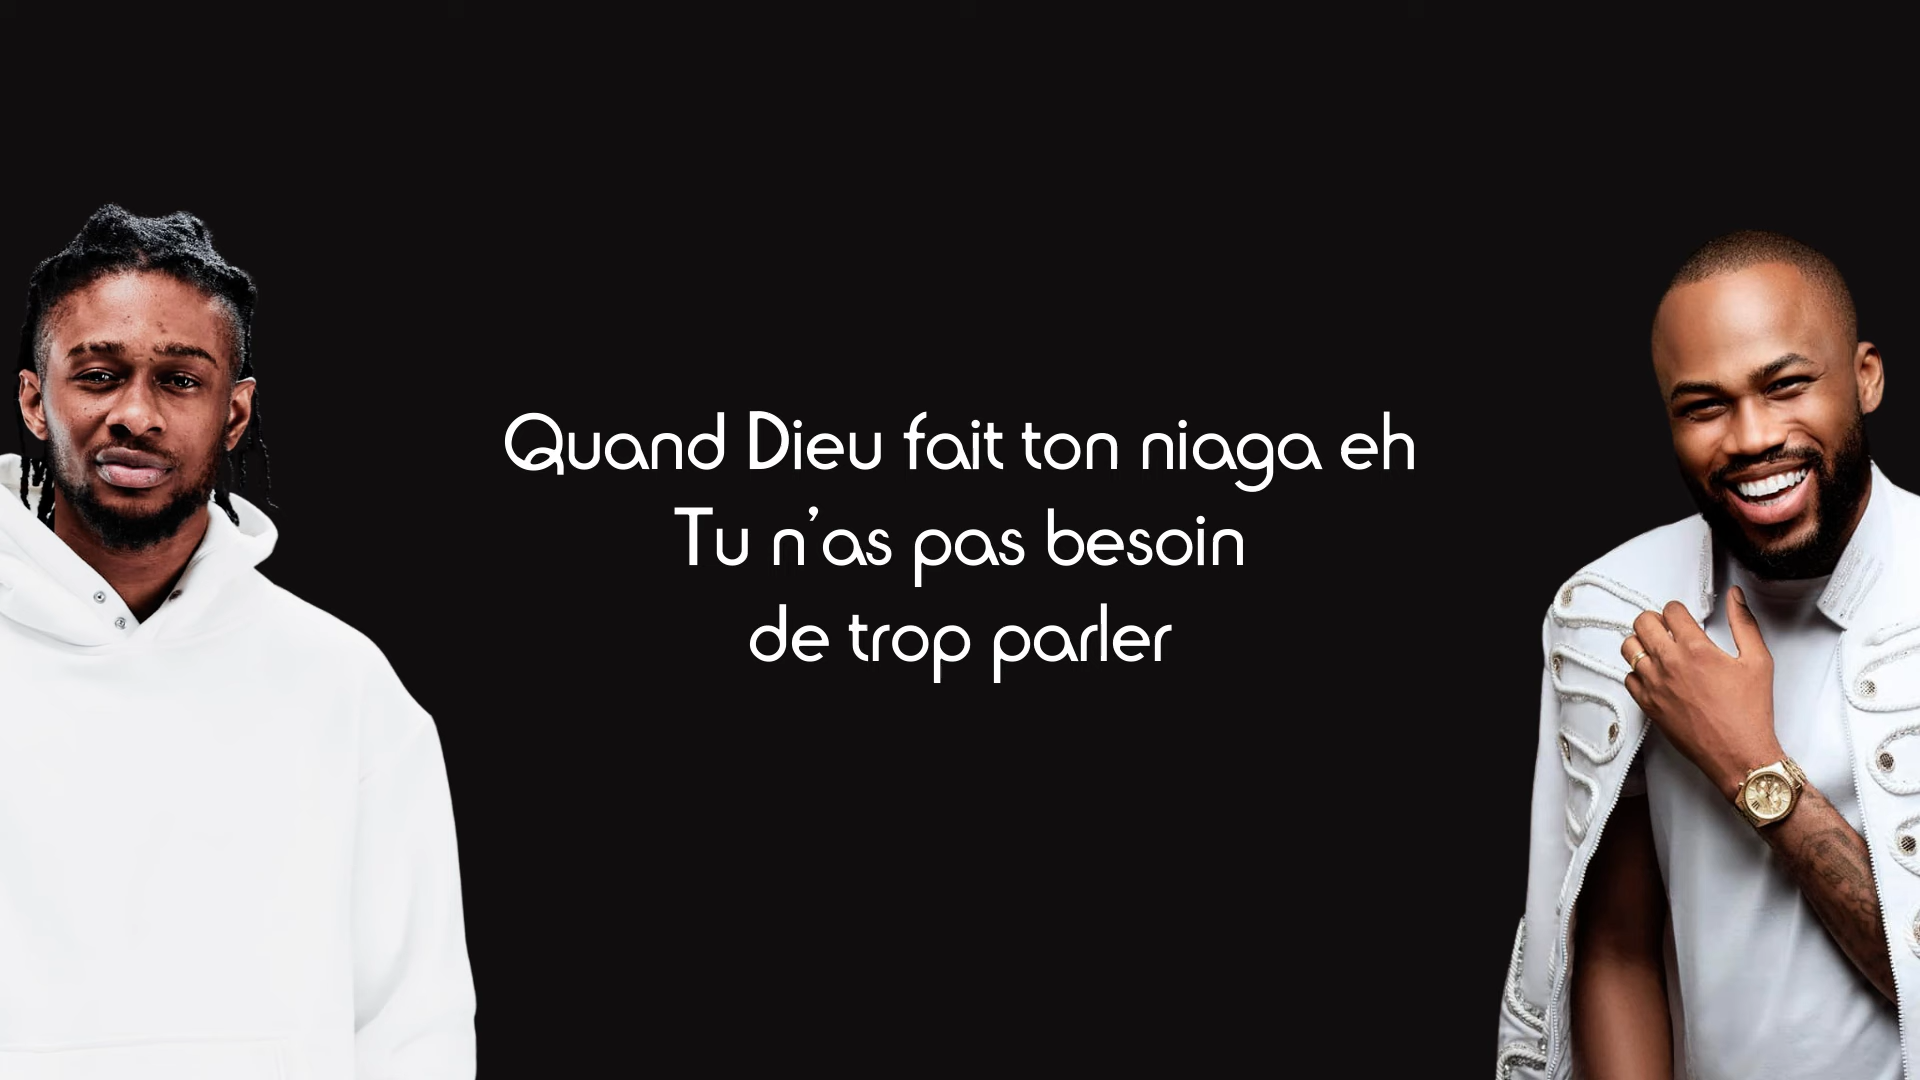 Quand Dieu fait ton niaga eh
Tu n’as pas besoin
de trop parler